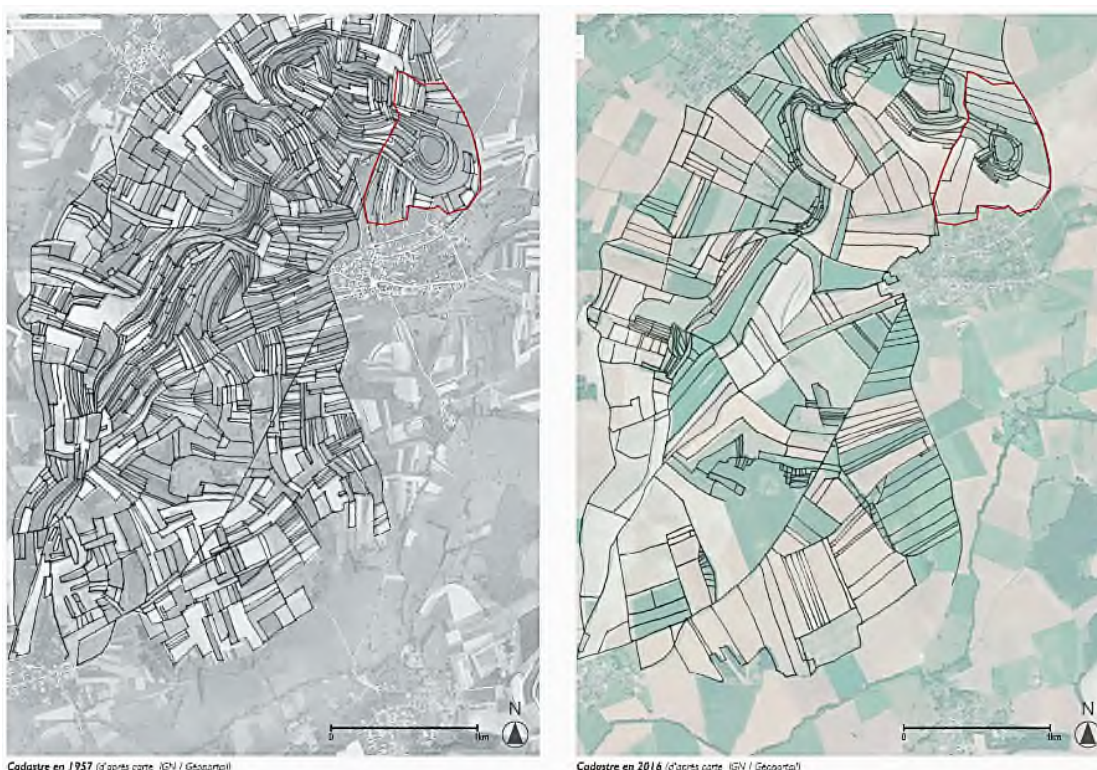 N
0 1km
N
0 1km
Cadastre en 1957 (d'après carte IGN / Géoportail)
Cadastre en 2016 (d'après carte IGN / Géoportail)